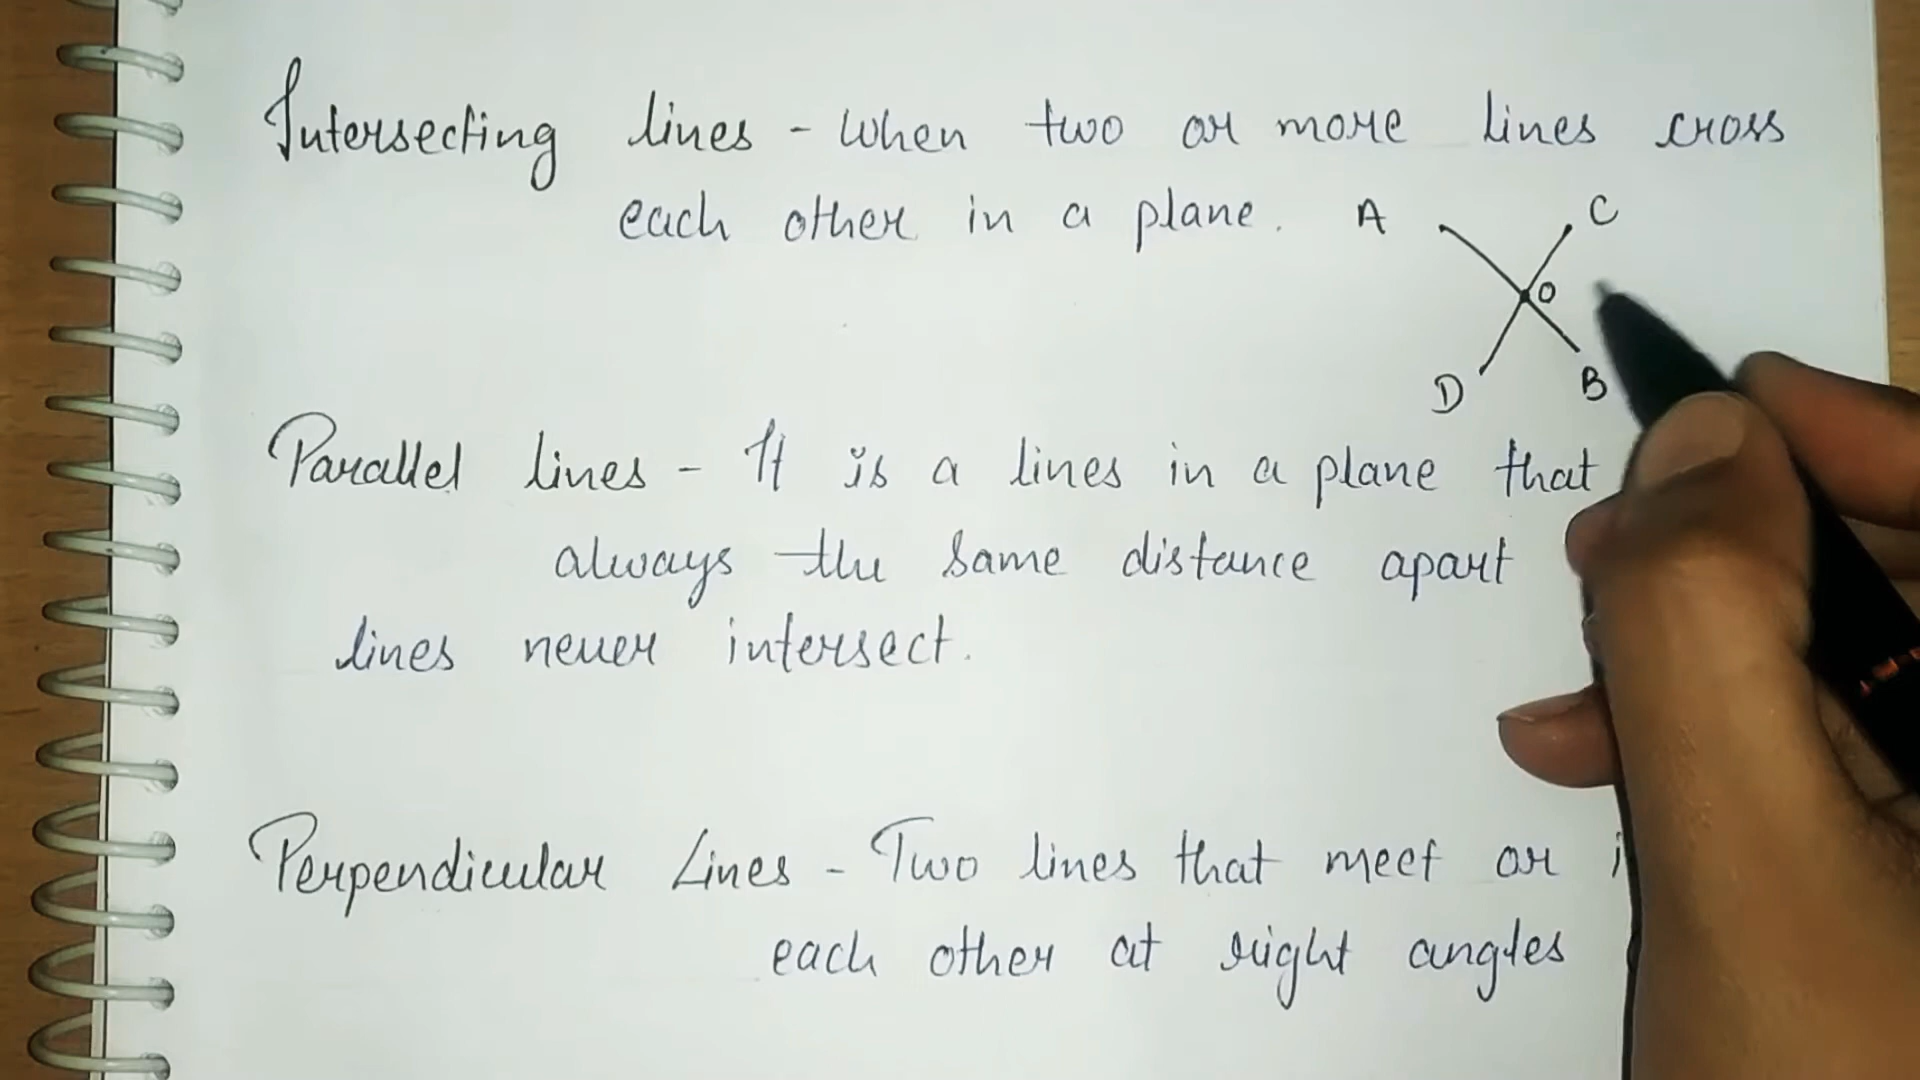 Intersecting lines - When two or more lines cross
each other in a plane. A C
O
D B
Parallel lines - It is a lines in a plane that
always the same distance apart
lines never intersect.
Perpendicular Lines - Two lines that meet or
each other at right angles